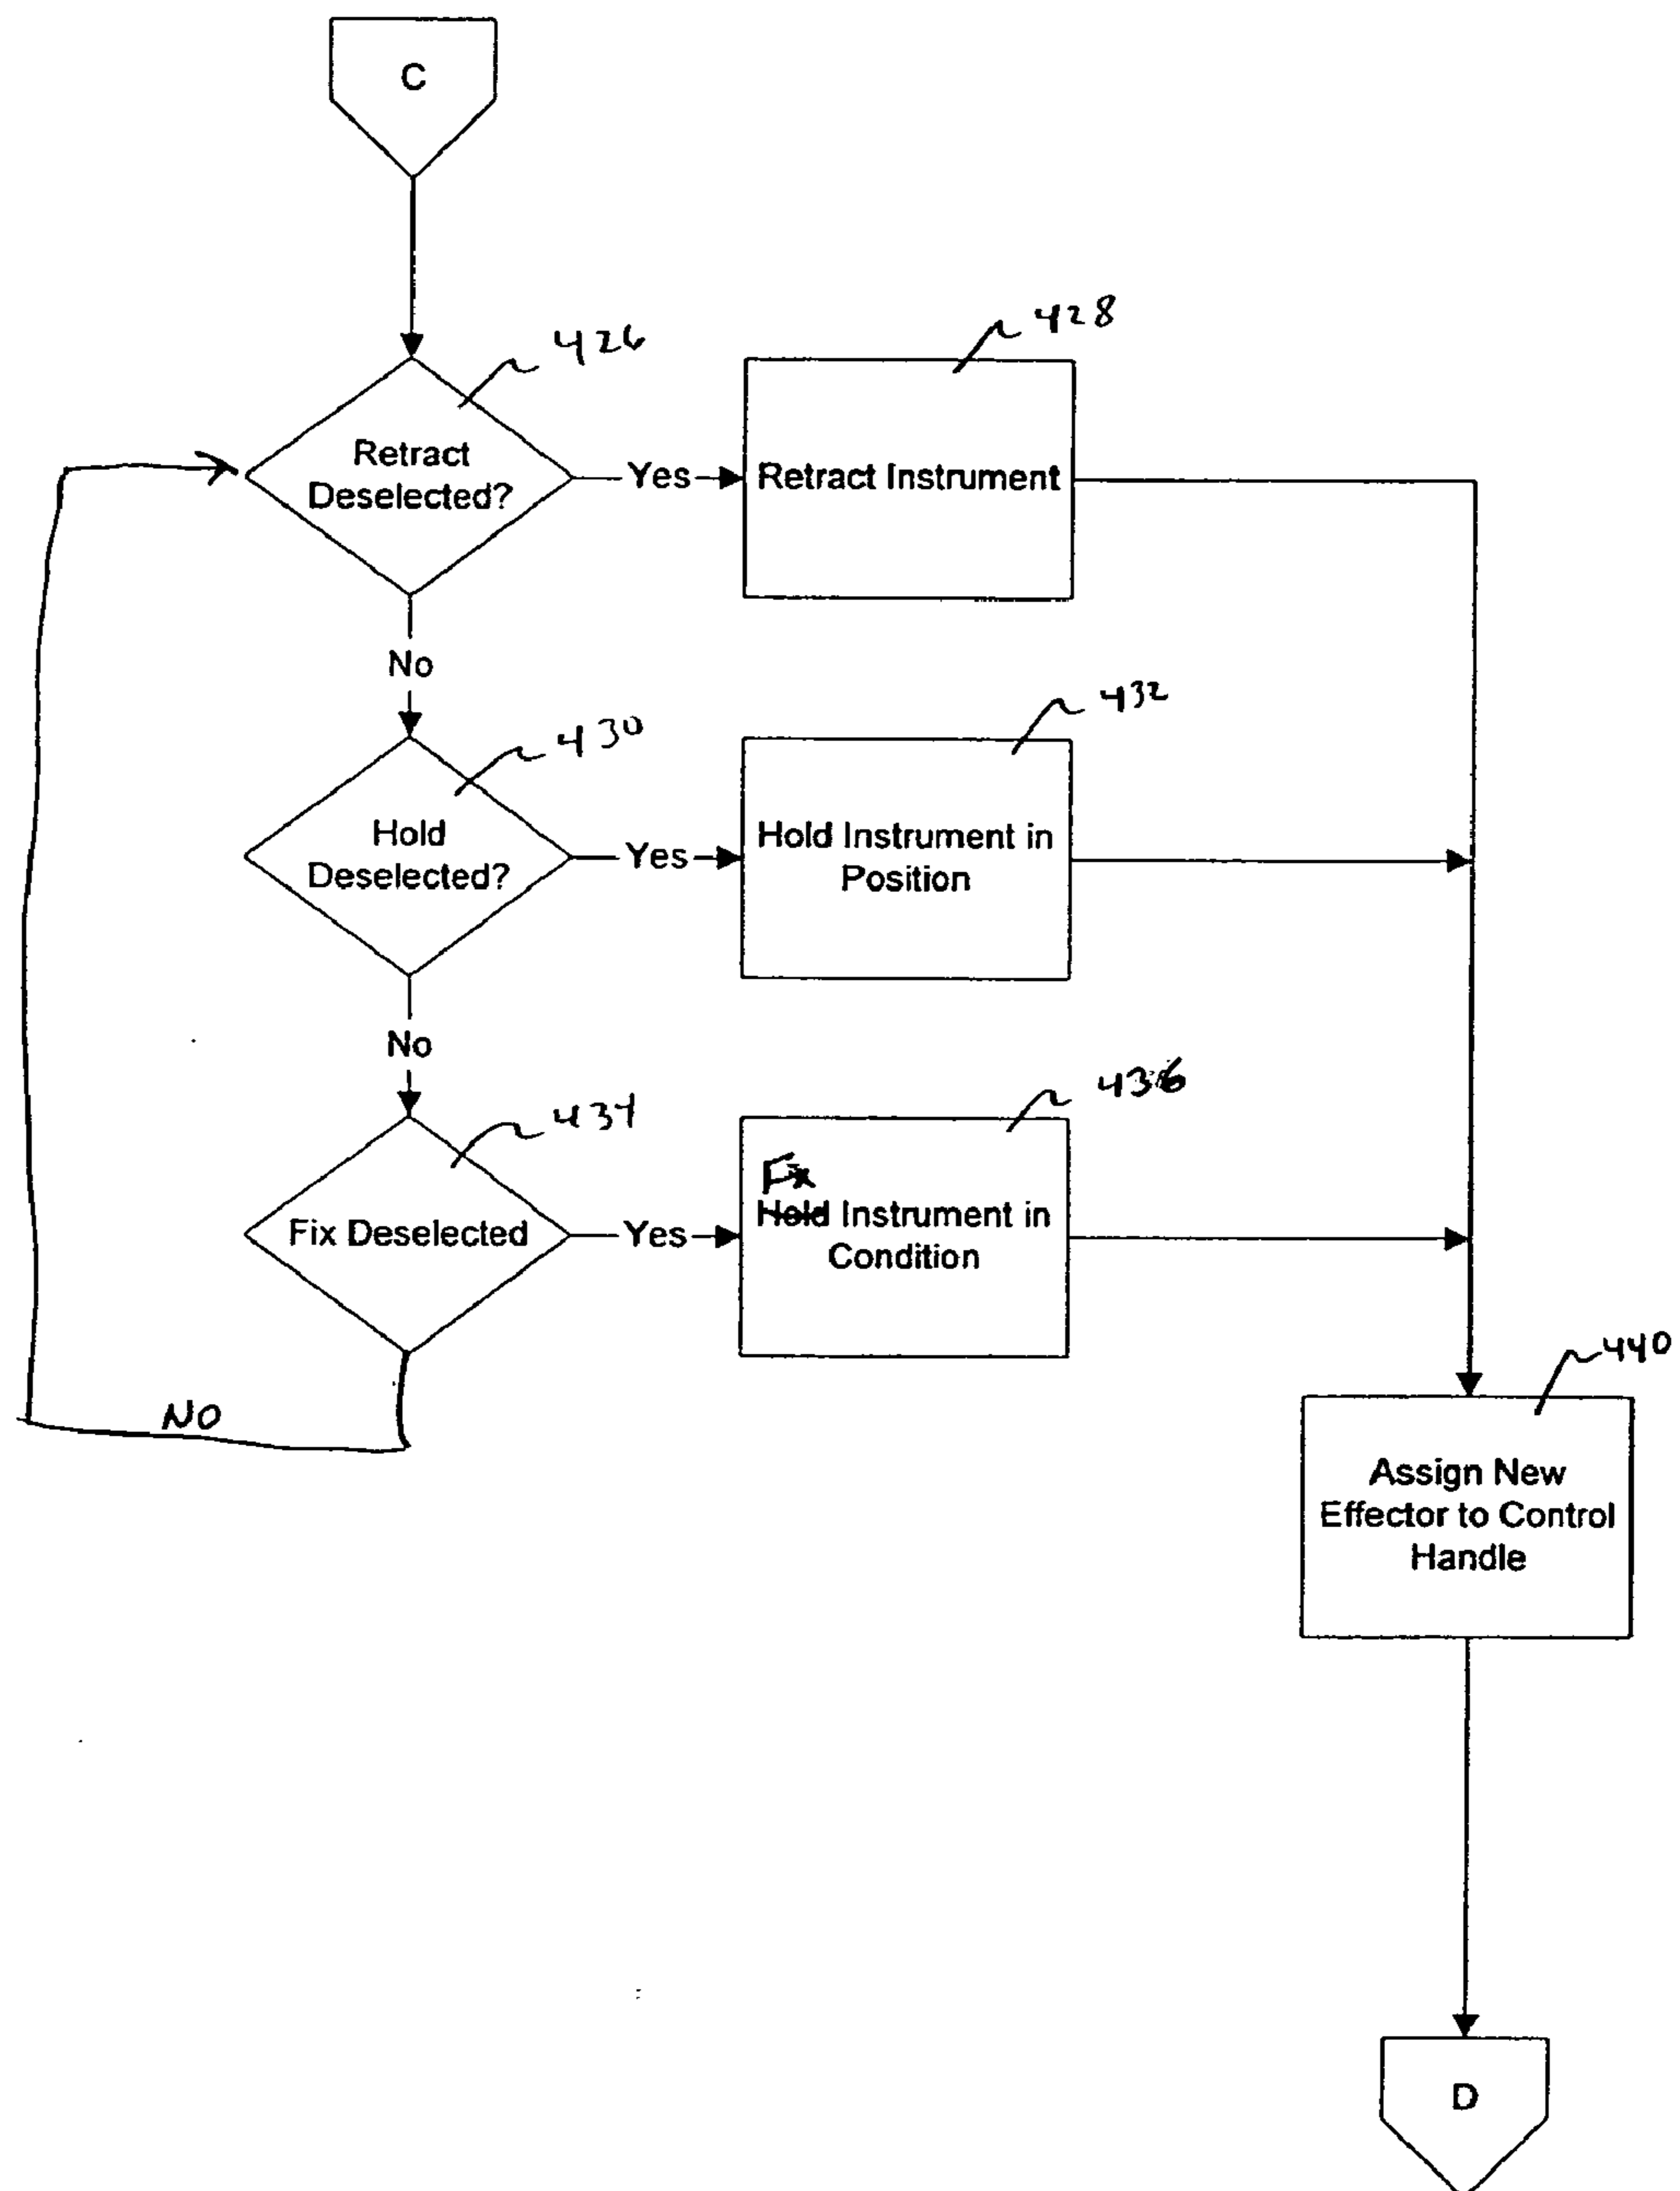 C
426
428
Retract
Deselected?
Yes
Retract Instrument
No
430
432
Hold
Deselected?
Yes
Hold Instrument in
Position
No
434
436
Fix Deselected
Yes
Fix
Hold Instrument in
Condition
NO
440
Assign New
Effector to Control
Handle
D